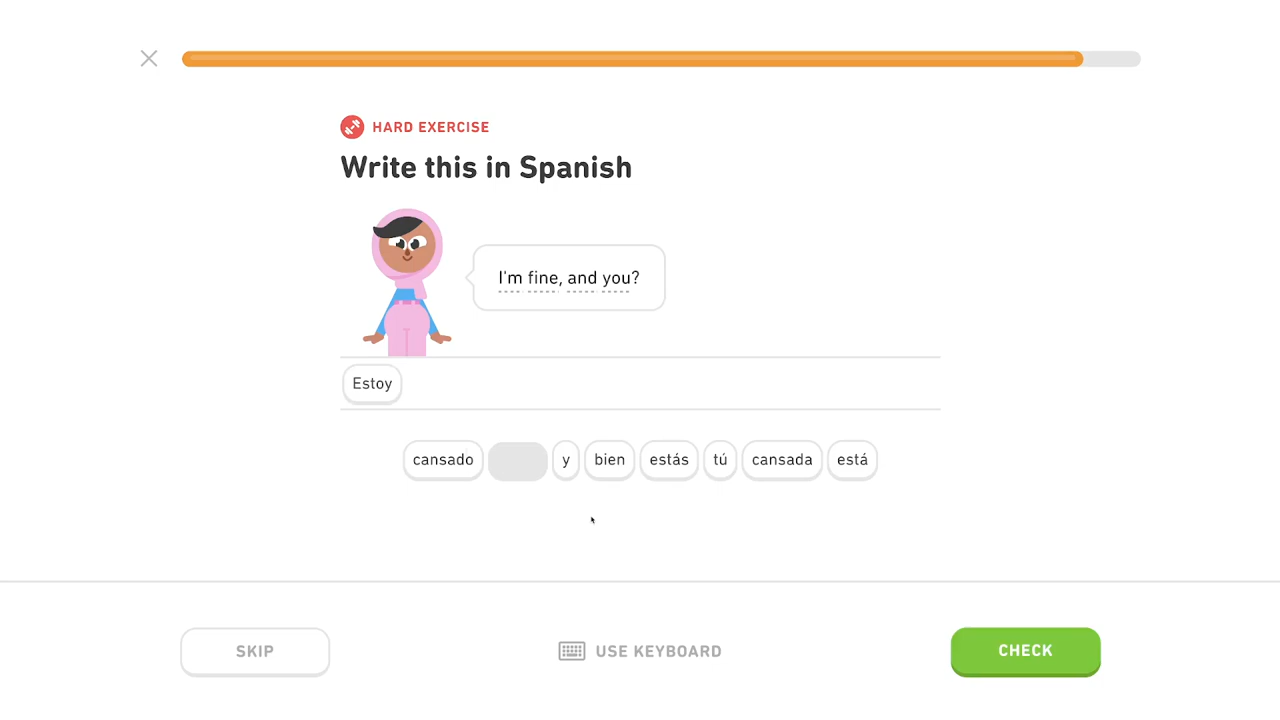 HARD EXERCISE
Write this in Spanish
I'm fine, and you?
Estoy
cansado y bien estás tú cansada está
SKIP USE KEYBOARD CHECK